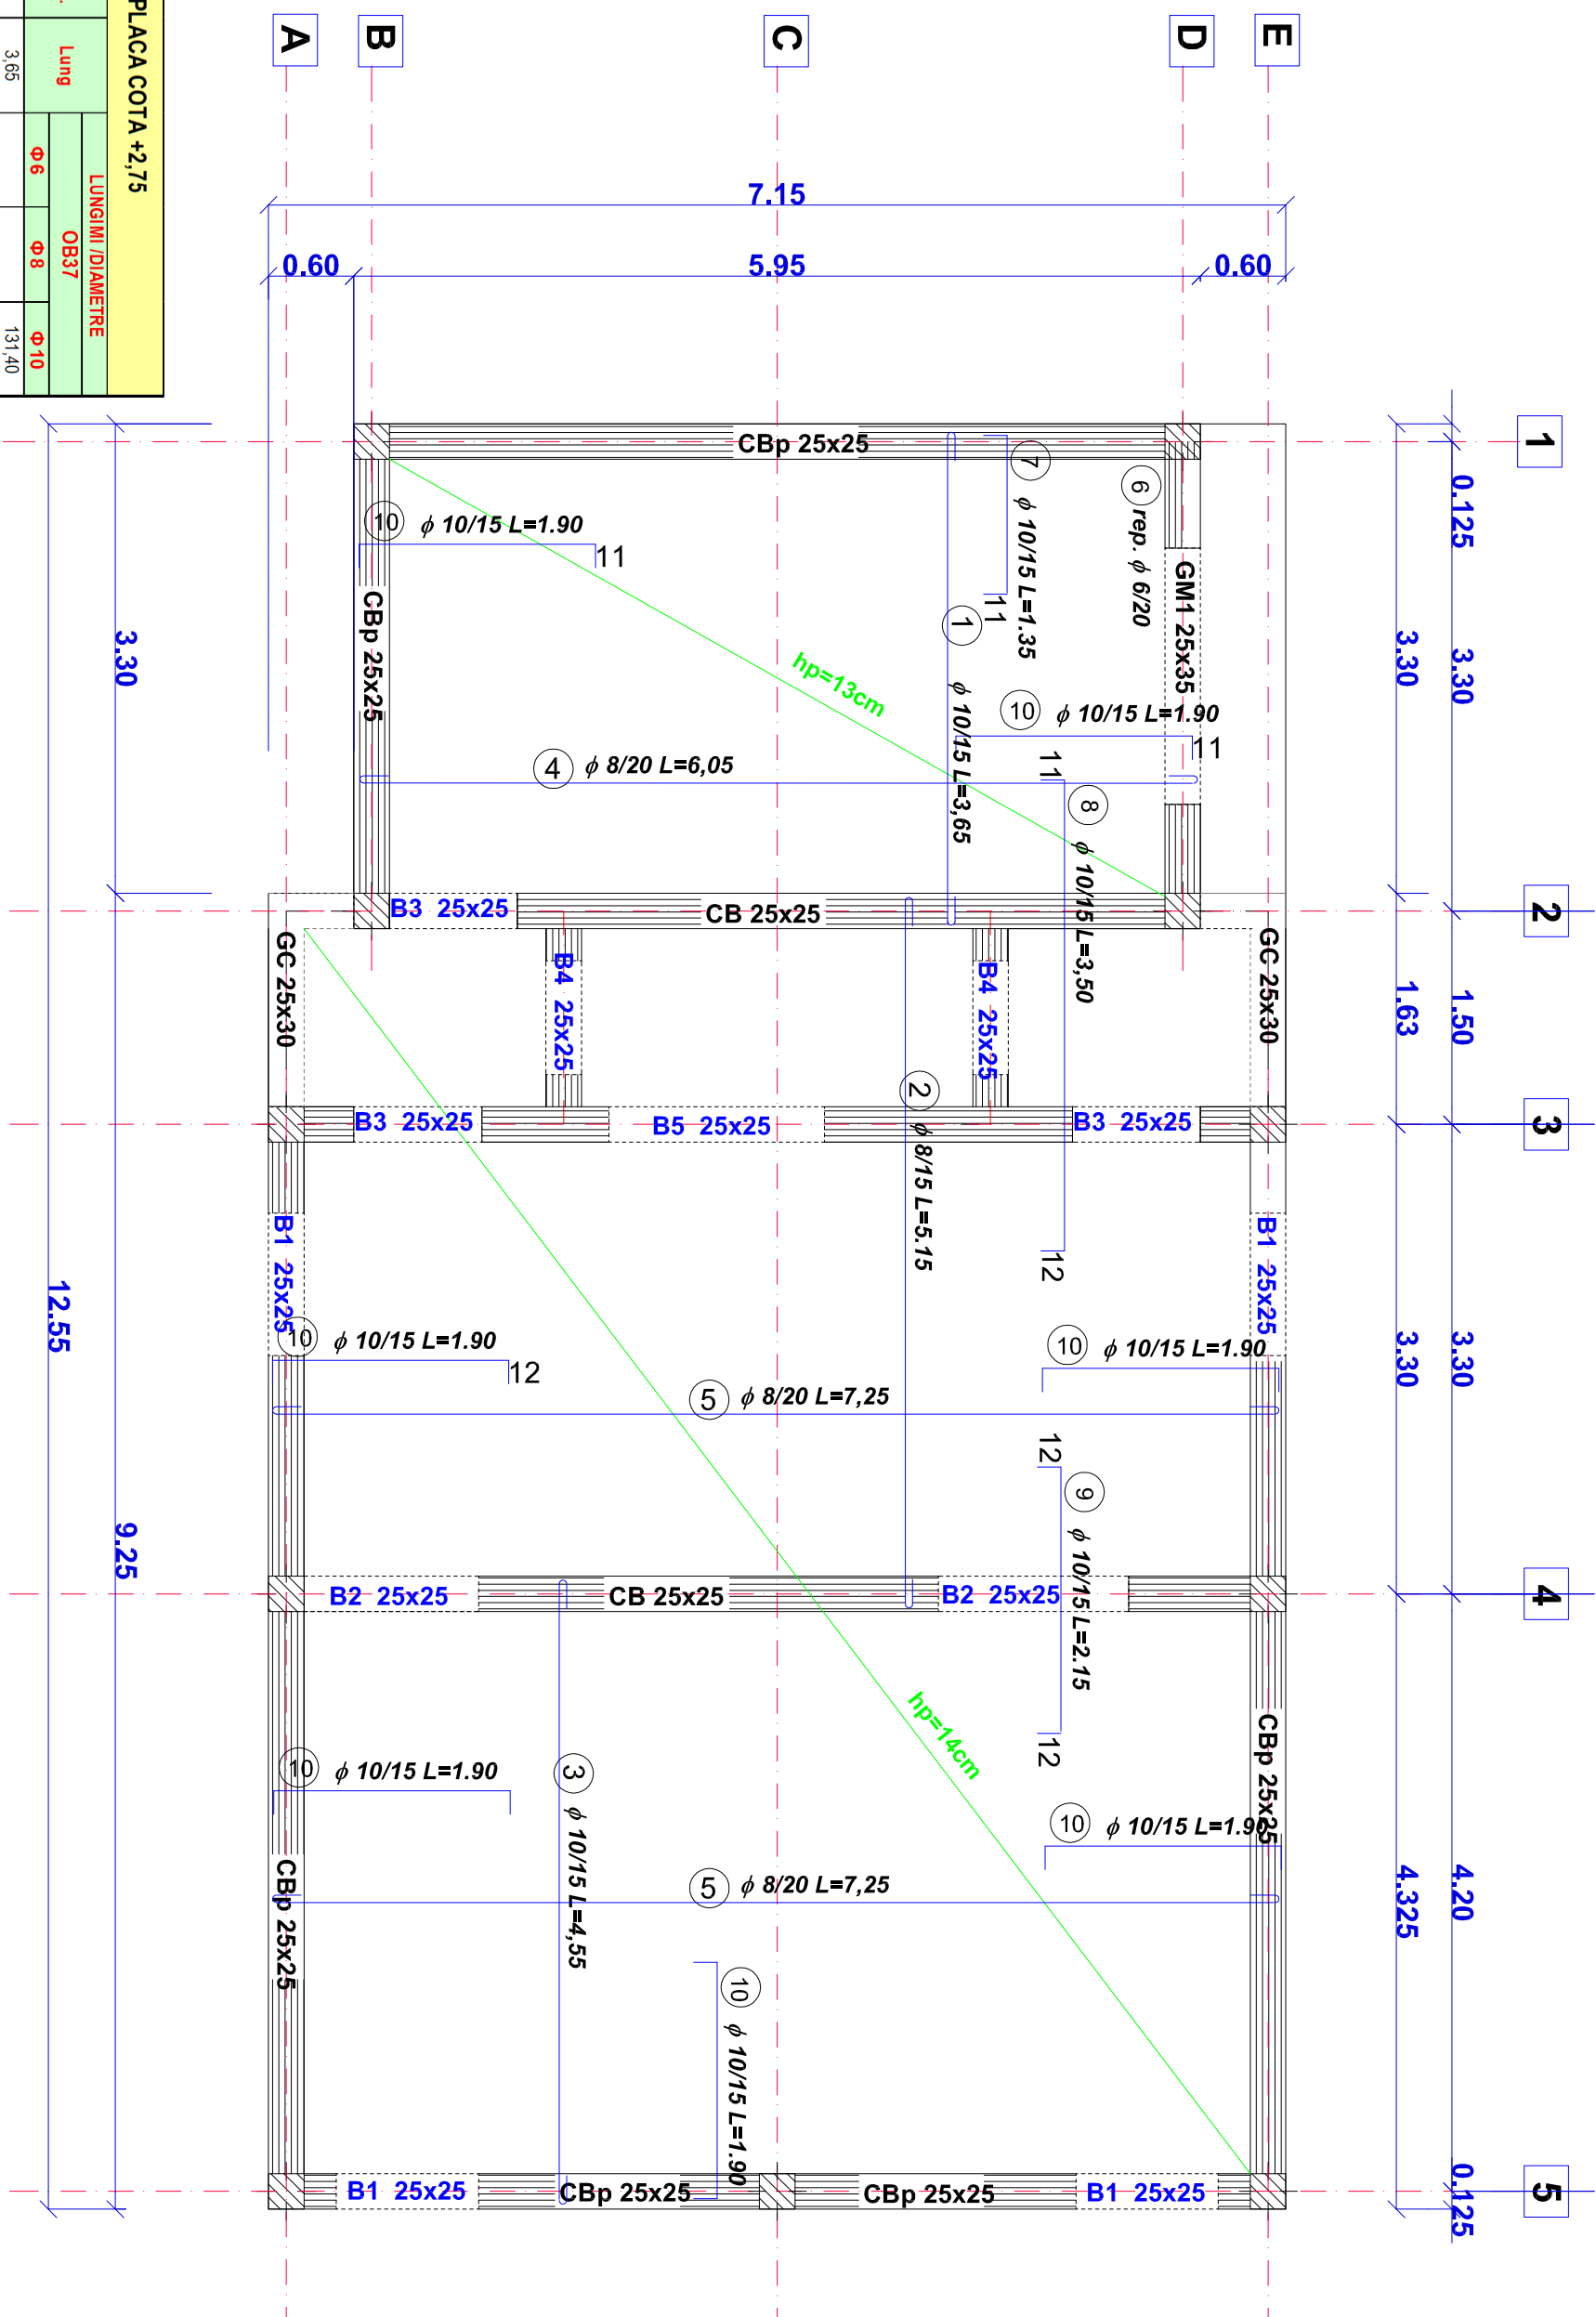 PLACA COTA +2,75
LUNGIMI /DIAMETRE
Lung
OB37
Φ6
Φ8
Φ10
3,65
131,40
A
B
C
D
E
1
2
3
4
5
7.15
0.60
5.95
0.60
0.125
3.30
1.50
3.30
4.20
0.125
3.30
1.63
3.30
4.325
3.30
9.25
12.55
CBp 25x25
7
ϕ 10/15 L=1.35
11
6
rep. ϕ 6/20
GM1 25x35
10
ϕ 10/15 L=1.90
11
CBp 25x25
1
ϕ 10/15 L=3,65
hp=13cm
10
ϕ 10/15 L=1.90
11
4
ϕ 8/20 L=6,05
11
8
ϕ 10/15 L=3,50
12
B3 25x25
CB 25x25
GC 25x30
B4 25x25
B4 25x25
GC 25x30
2
ϕ 8/15 L=5.15
B3 25x25
B5 25x25
B3 25x25
B1 25x25
B1 25x25
10
ϕ 10/15 L=1.90
12
10
ϕ 10/15 L=1.90
5
ϕ 8/20 L=7,25
12
9
ϕ 10/15 L=2.15
12
B2 25x25
CB 25x25
B2 25x25
hp=14cm
CBp 25x25
10
ϕ 10/15 L=1.90
3
ϕ 10/15 L=4,55
10
ϕ 10/15 L=1.90
5
ϕ 8/20 L=7,25
CBp 25x25
10
ϕ 10/15 L=1.90
B1 25x25
CBp 25x25
CBp 25x25
B1 25x25